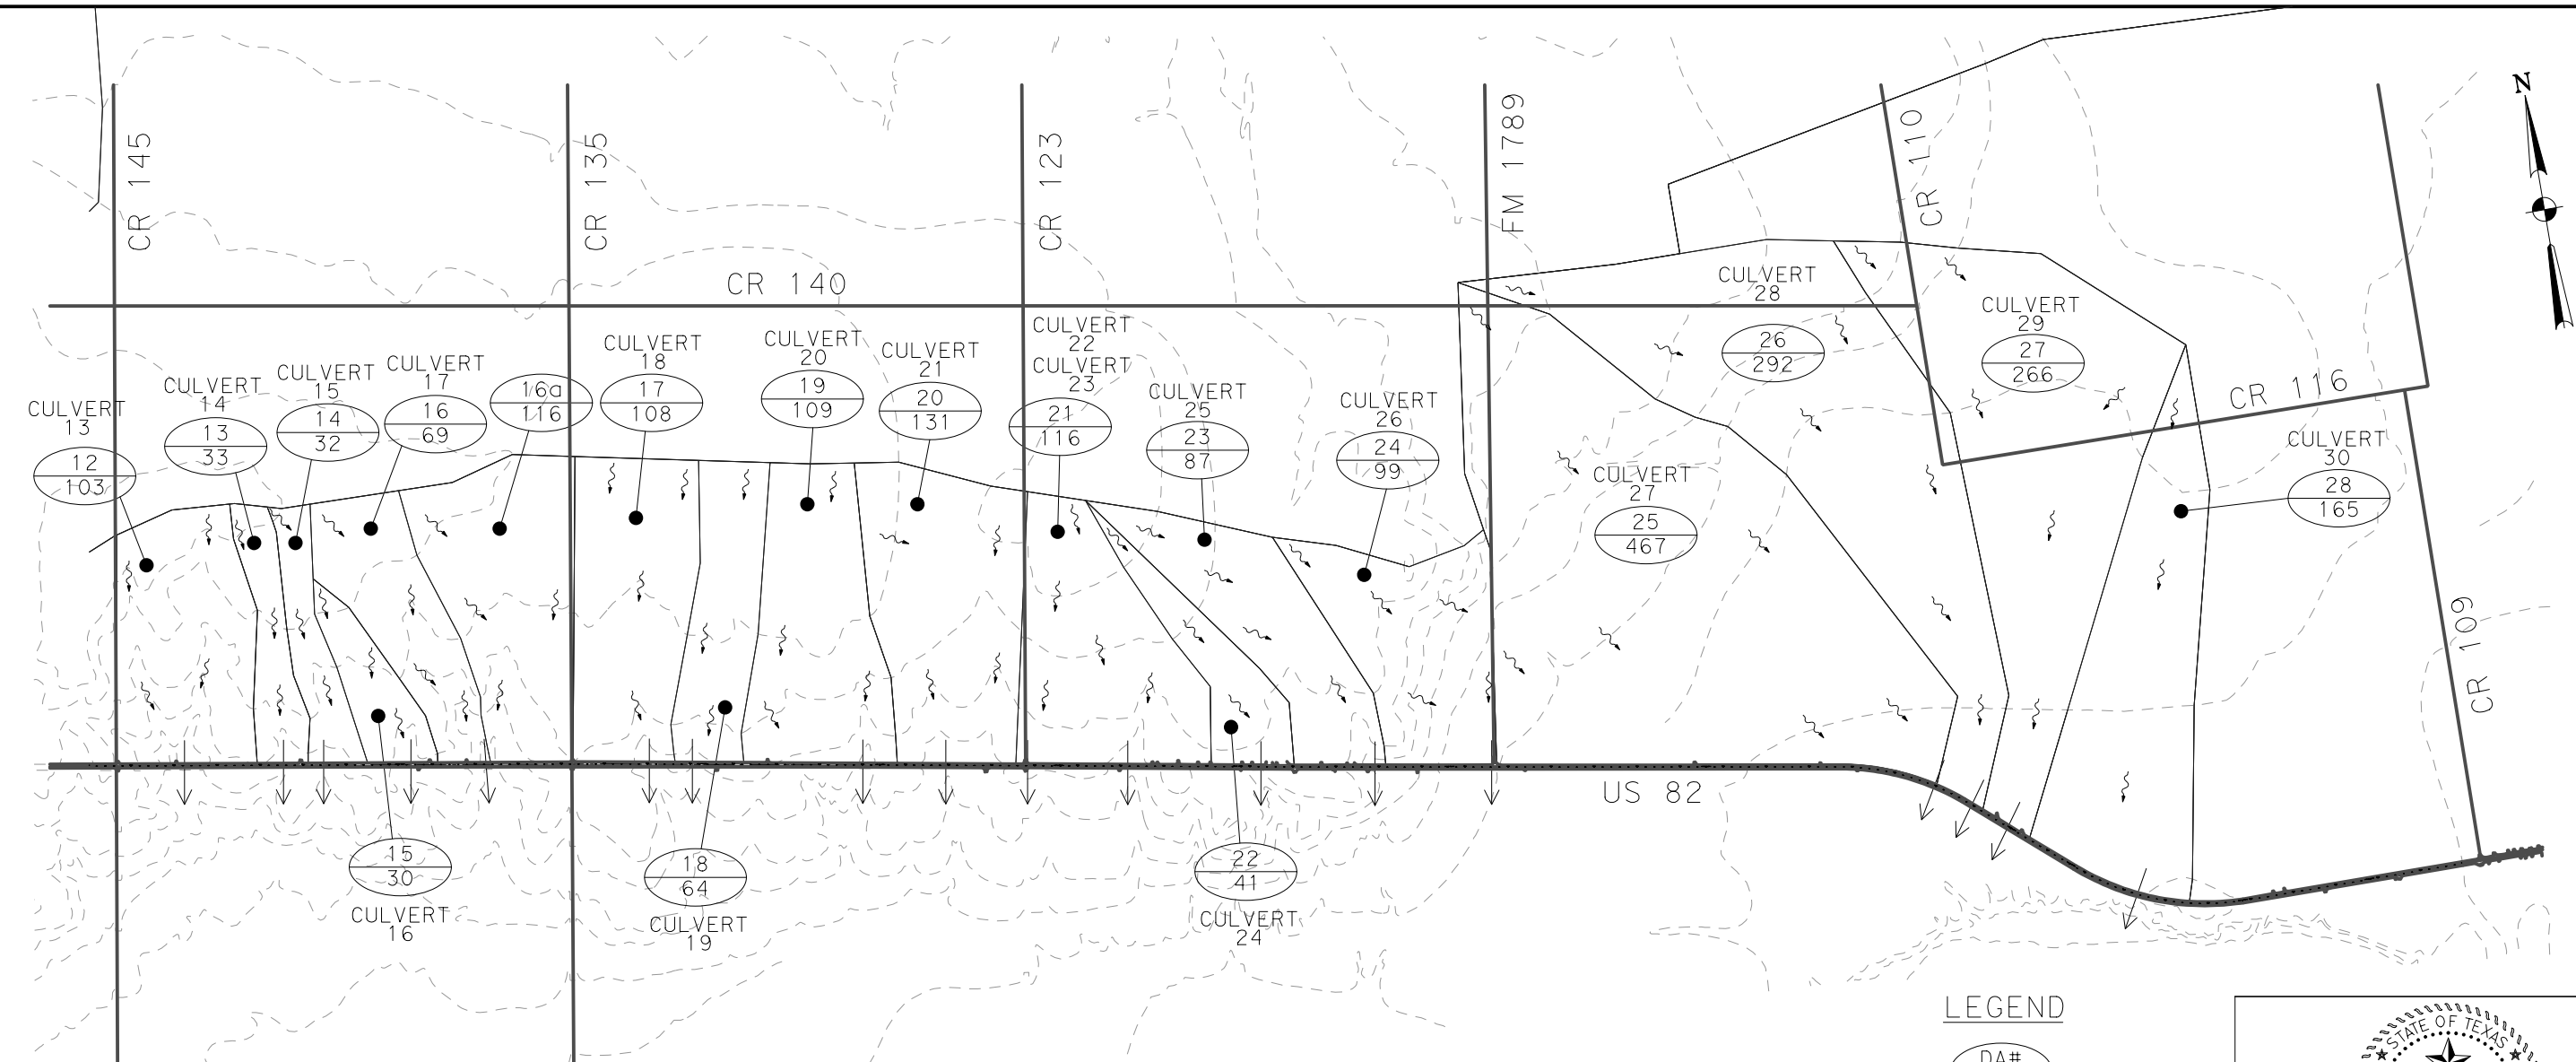 N
CR 145
CR 135
CR 123
FM 1789
CR 110
CR 140
CR 116
CR 109
US 82
CULVERT
13
12
103
CULVERT
14
13
33
CULVERT
15
14
32
CULVERT
17
16
69
16a
116
CULVERT
18
17
108
CULVERT
20
19
109
CULVERT
21
20
131
CULVERT
22
CULVERT
23
21
116
CULVERT
25
23
87
CULVERT
26
24
99
CULVERT
27
25
467
CULVERT
28
26
292
CULVERT
29
27
266
CULVERT
30
28
165
15
30
CULVERT
16
18
64
CULVERT
19
22
41
CULVERT
24
LEGEND
DA#
STATE OF TEXAS